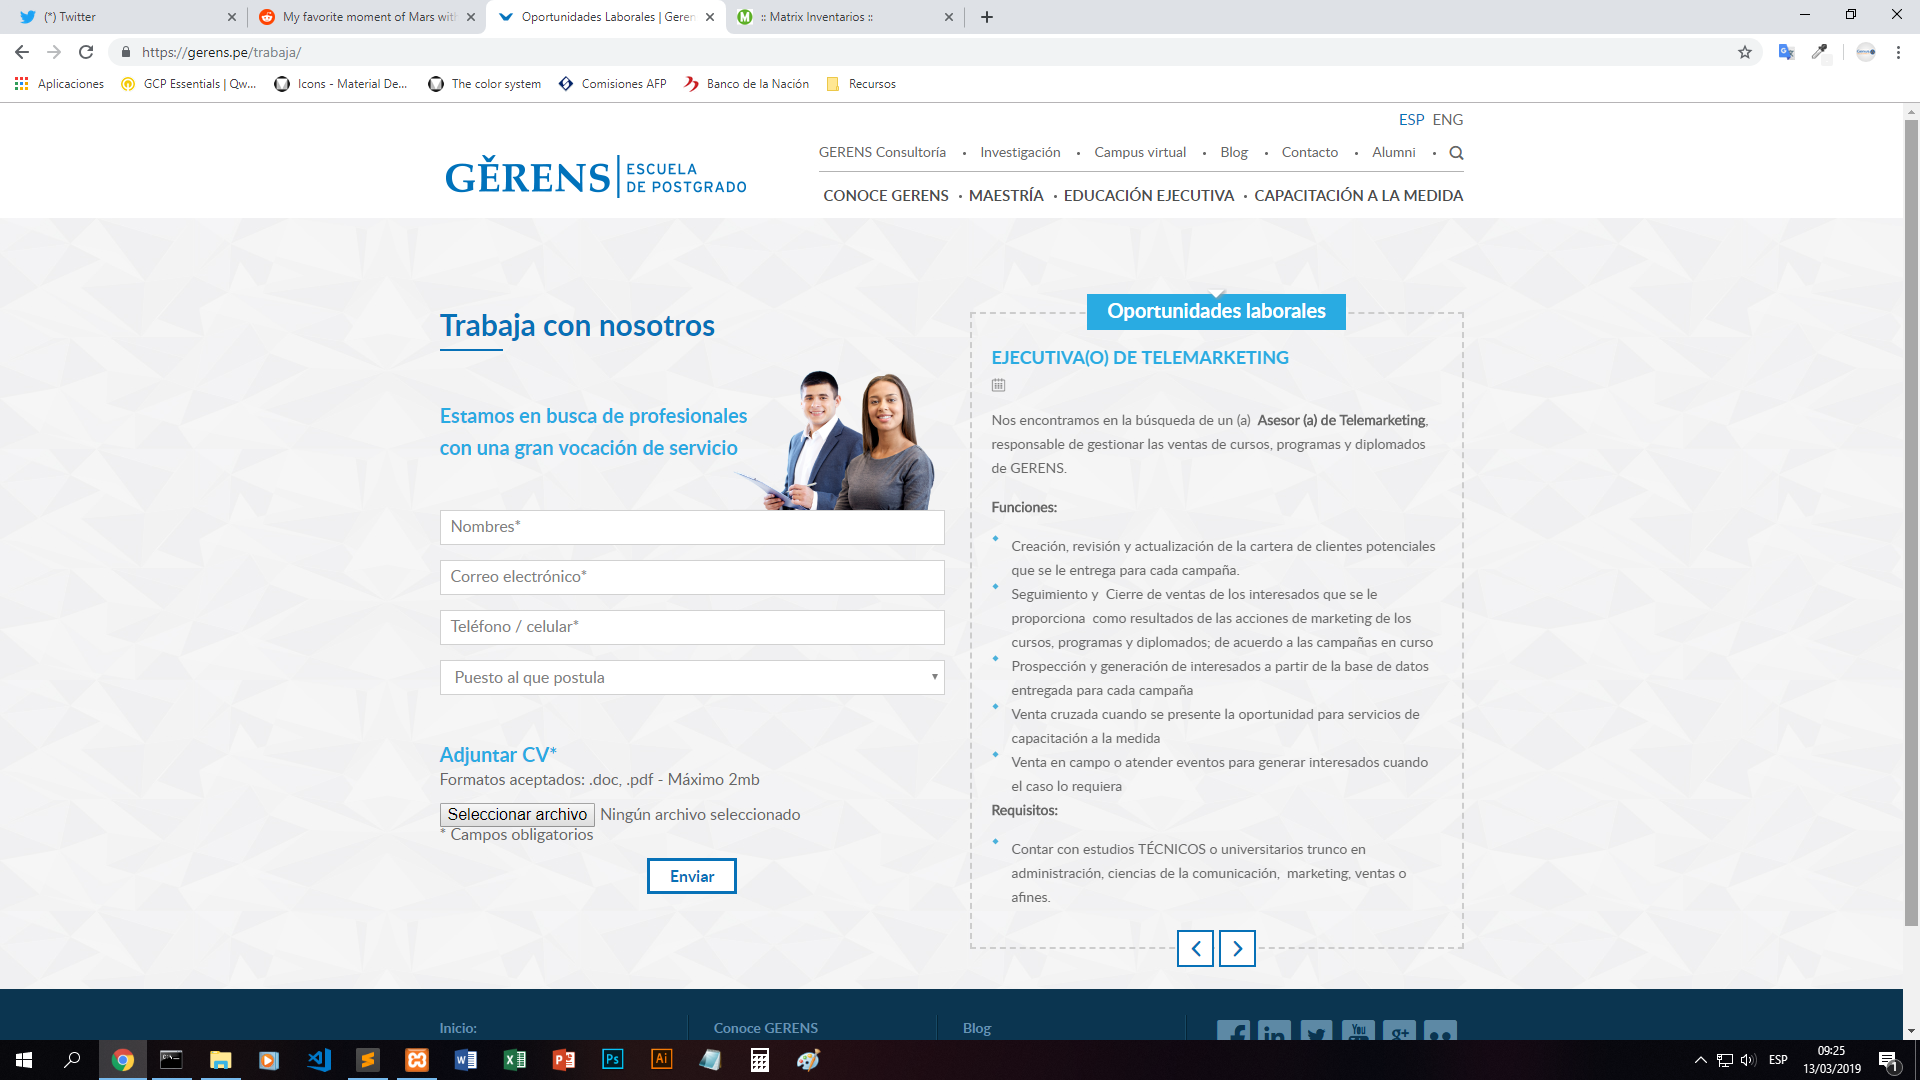 (*) Twitter
My favorite moment of Mars with
Oportunidades Laborales | Geren
:: Matrix Inventarios ::
https://gerens.pe/trabaja/
Aplicaciones
GCP Essentials | Qw...
Icons - Material De...
The color system
Comisiones AFP
Banco de la Nación
Recursos
ESP ENG
GERENS Consultoría • Investigación • Campus virtual • Blog • Contacto • Alumni •
GĚRENS ESCUELA
DE POSTGRADO
CONOCE GERENS • MAESTRÍA • EDUCACIÓN EJECUTIVA • CAPACITACIÓN A LA MEDIDA
Trabaja con nosotros
Estamos en busca de profesionales
con una gran vocación de servicio
Nombres*
Correo electrónico*
Teléfono / celular*
Puesto al que postula
Adjuntar CV*
Formatos aceptados: .doc, .pdf - Máximo 2mb
Seleccionar archivo Ningún archivo seleccionado
* Campos obligatorios
Enviar
Oportunidades laborales
EJECUTIVA(O) DE TELEMARKETING
Nos encontramos en la búsqueda de un (a) Asesor (a) de Telemarketing,
responsable de gestionar las ventas de cursos, programas y diplomados
de GERENS.
Funciones:
Creación, revisión y actualización de la cartera de clientes potenciales
que se le entrega para cada campaña.
Seguimiento y Cierre de ventas de los interesados que se le
proporciona como resultados de las acciones de marketing de los
cursos, programas y diplomados; de acuerdo a las campañas en curso
Prospección y generación de interesados a partir de la base de datos
entregada para cada campaña
Venta cruzada cuando se presente la oportunidad para servicios de
capacitación a la medida
Venta en campo o atender eventos para generar interesados cuando
el caso lo requiera
Requisitos:
Contar con estudios TÉCNICOS o universitarios trunco en
administración, ciencias de la comunicación, marketing, ventas o
afines.
Inicio:
Conoce GERENS
Blog
ESP
09:25
13/03/2019
1